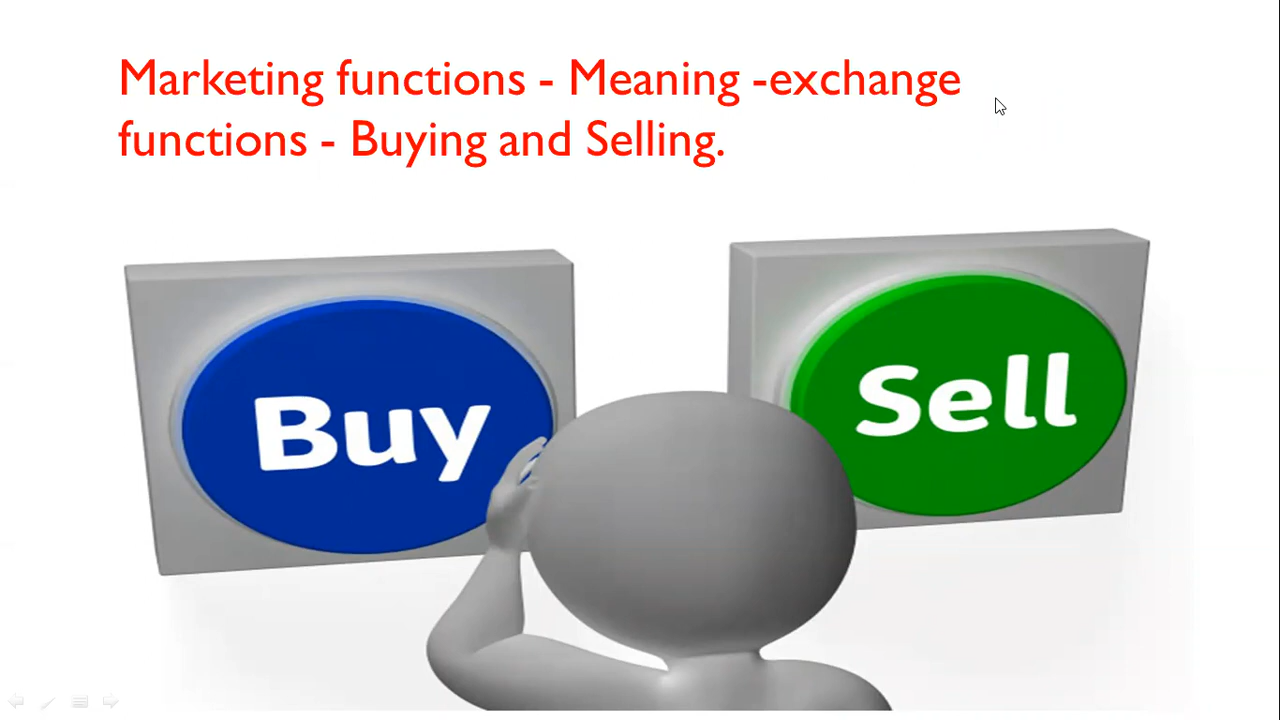 Marketing functions - Meaning -exchange
functions - Buying and Selling.
Buy
Sell